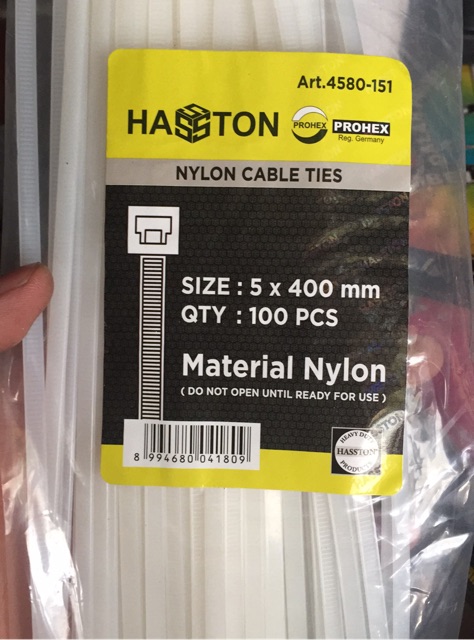 Art.4580-151
HASSTON
PROHEX
PROHEX
Reg. Germany
NYLON CABLE TIES
SIZE : 5 x 400 mm
QTY : 100 PCS
Material Nylon
( DO NOT OPEN UNTIL READY FOR USE )
HEAVY DUTY
HASSTON
PRODUCT
8 994680 041809